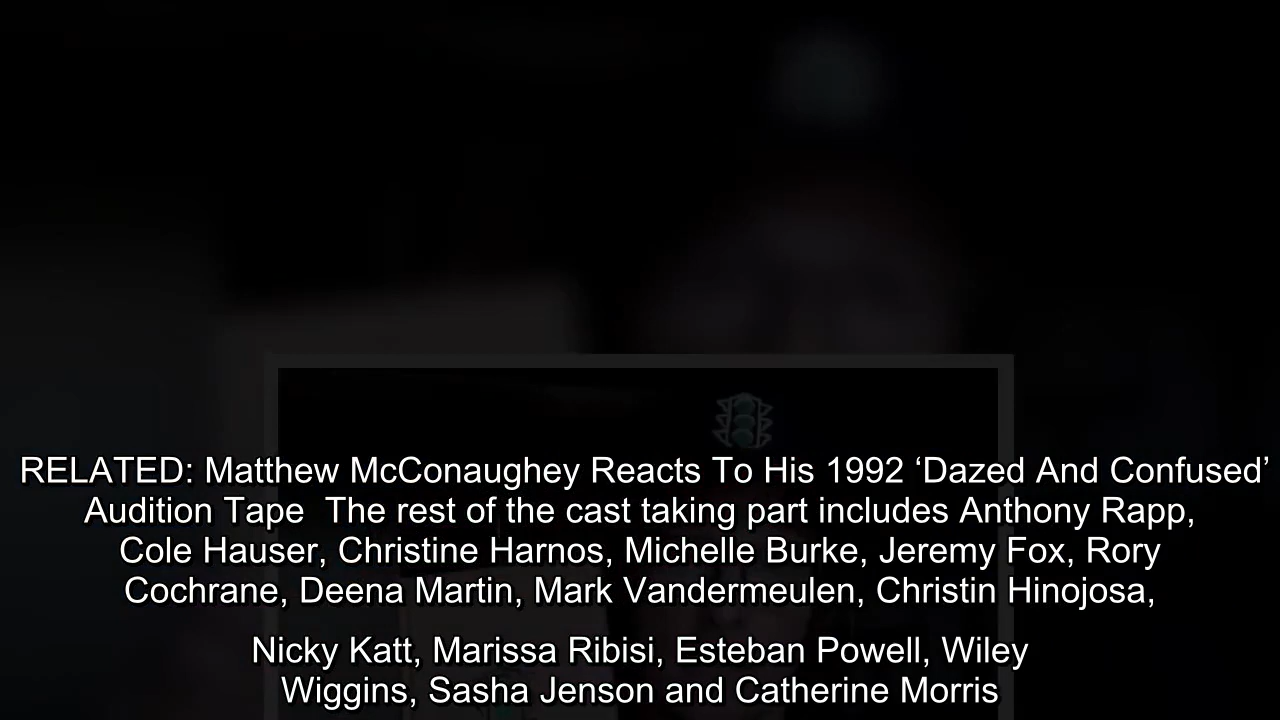 RELATED: Matthew McConaughey Reacts To His 1992 ‘Dazed And Confused’
Audition Tape  The rest of the cast taking part includes Anthony Rapp,
Cole Hauser, Christine Harnos, Michelle Burke, Jeremy Fox, Rory
Cochrane, Deena Martin, Mark Vandermeulen, Christin Hinojosa,
Nicky Katt, Marissa Ribisi, Esteban Powell, Wiley
Wiggins, Sasha Jenson and Catherine Morris